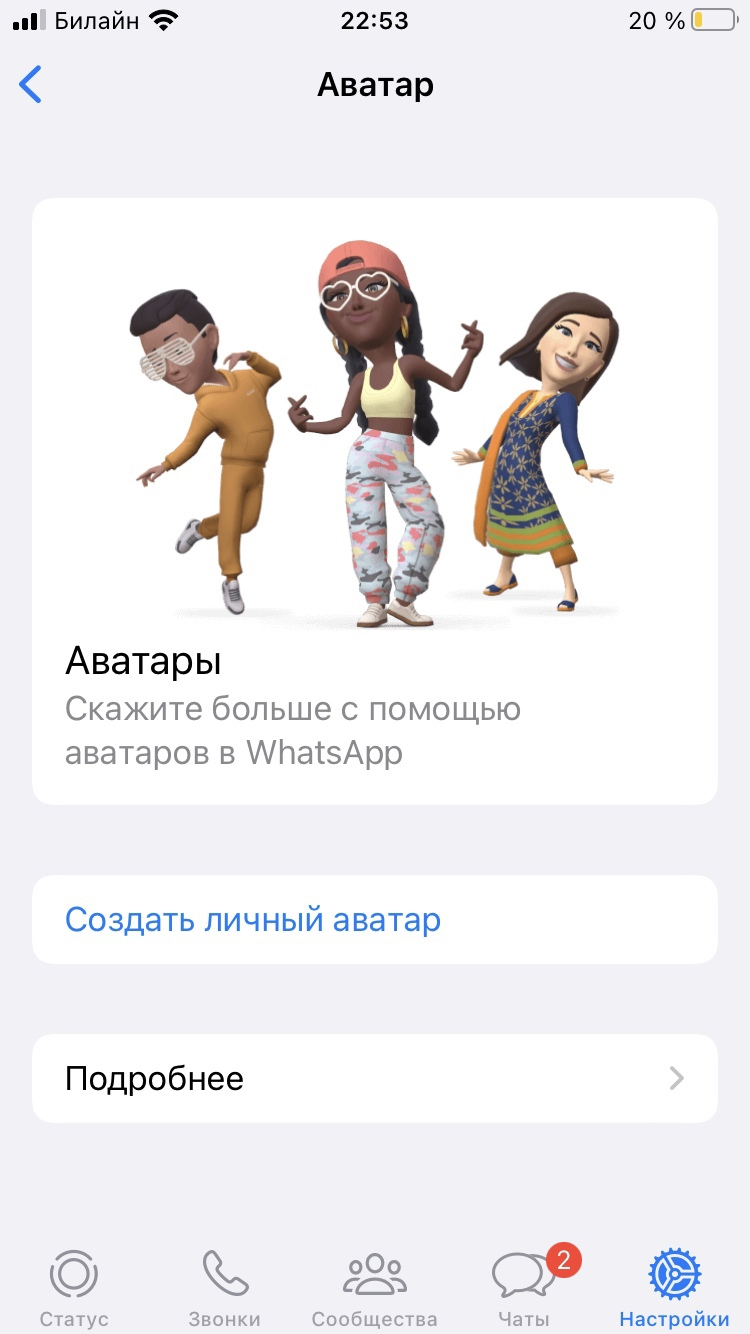 Билайн 22:53 20 %
Аватар
Аватары
Скажите больше с помощью
аватаров в WhatsApp
Создать личный аватар
Подробнее
2
Статус Звонки Сообщества Чаты Настройки